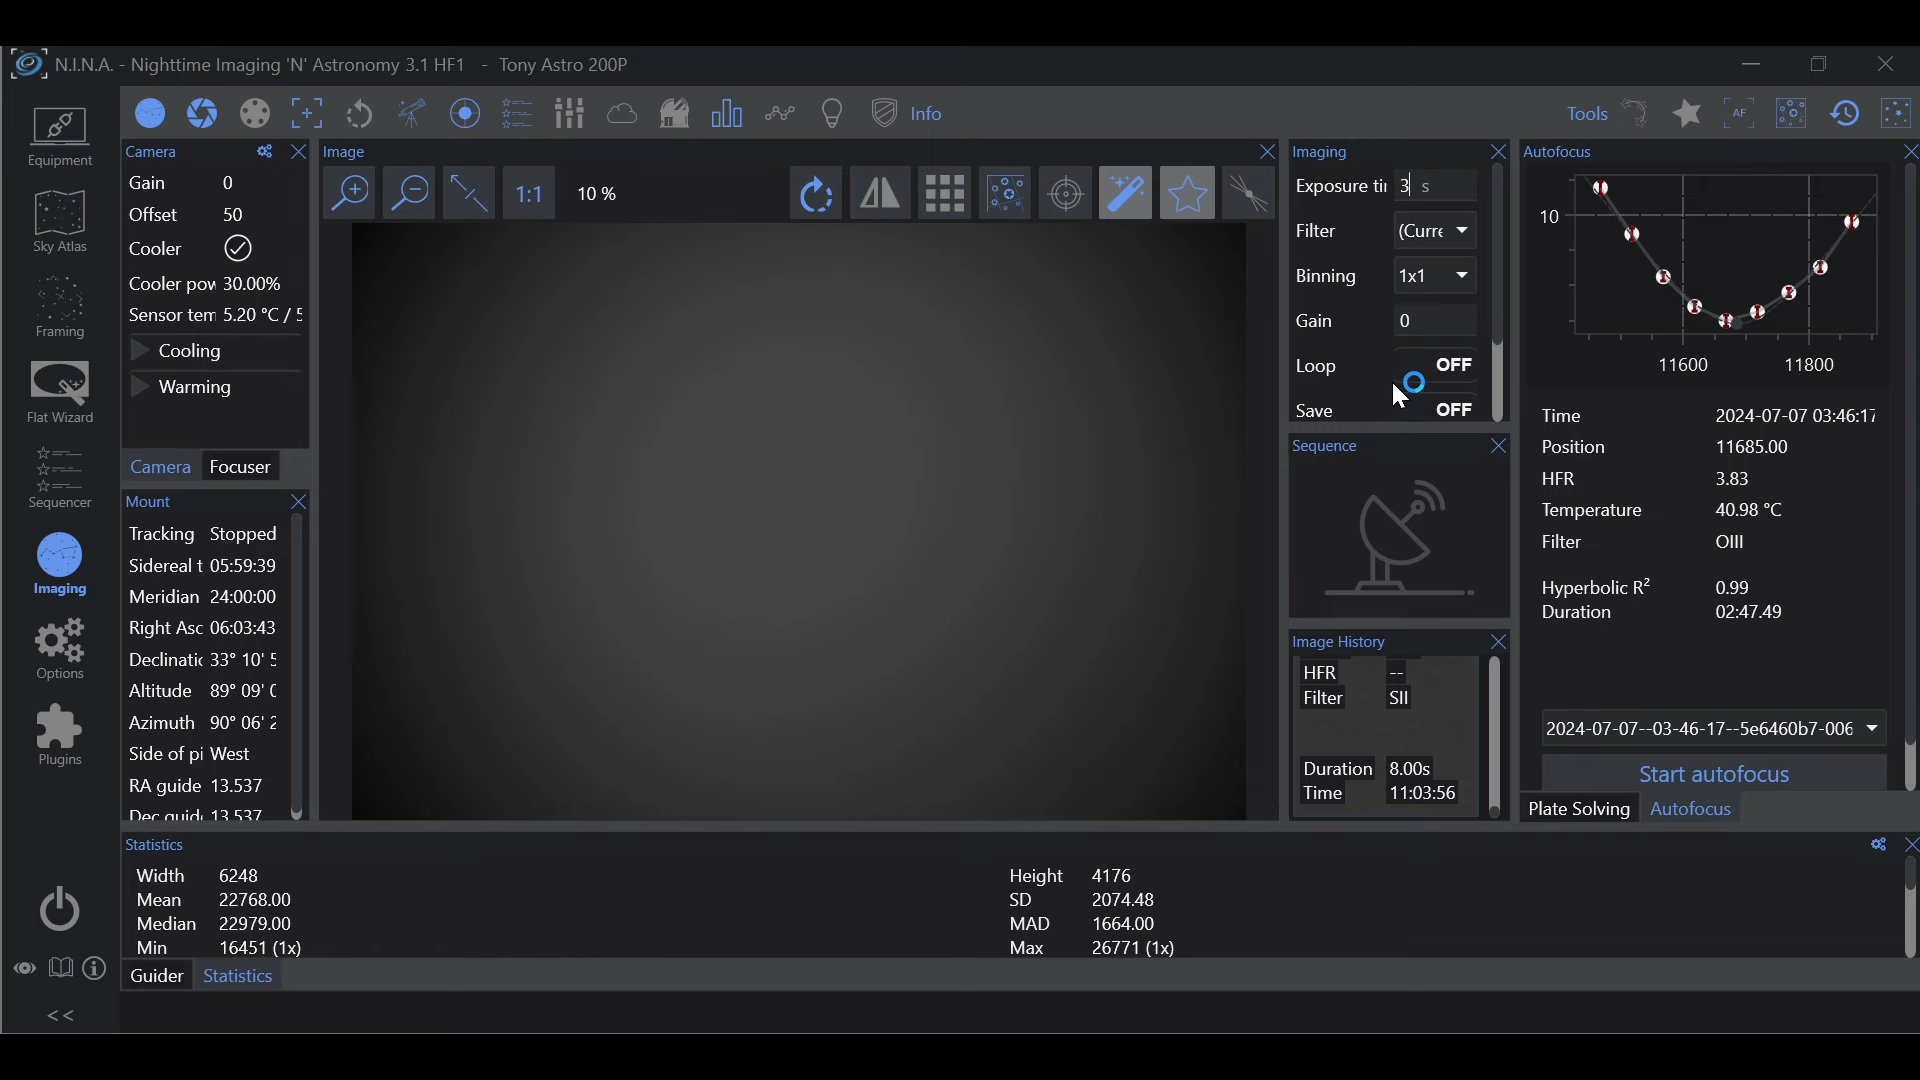 N.I.N.A. - Nighttime Imaging 'N' Astronomy 3.1 HF1 - Tony Astro 200P
Info
Tools
AF
Equipment
Sky Atlas
Framing
Flat Wizard
Sequencer
Imaging
Options
Plugins
<<
Camera
Gain 0
Offset 50
Cooler
Cooler pow 30.00%
Sensor tem 5.20 °C / 5
Cooling
Warming
Camera Focuser
Mount
Tracking Stopped
Sidereal t 05:59:39
Meridian 24:00:00
Right Asc 06:03:43
Declinatic 33° 10' 5
Altitude 89° 09' 0
Azimuth 90° 06' 2
Side of pi West
RA guide 13.537
Dec guid 13.537
Image
1:1
10 %
Imaging
Exposure tir 3 s
Filter (Curre
Binning 1x1
Gain 0
Loop OFF
Save OFF
Sequence
Image History
HFR --
Filter SII
Duration 8.00s
Time 11:03:56
Autofocus
10
11600 11800
Time 2024-07-07 03:46:17
Position 11685.00
HFR 3.83
Temperature 40.98 °C
Filter OIII
Hyperbolic R² 0.99
Duration 02:47.49
2024-07-07--03-46-17--5e6460b7-006
Start autofocus
Plate Solving Autofocus
Statistics
Width 6248 Height 4176
Mean 22768.00 SD 2074.48
Median 22979.00 MAD 1664.00
Min 16451 (1x) Max 26771 (1x)
Guider Statistics